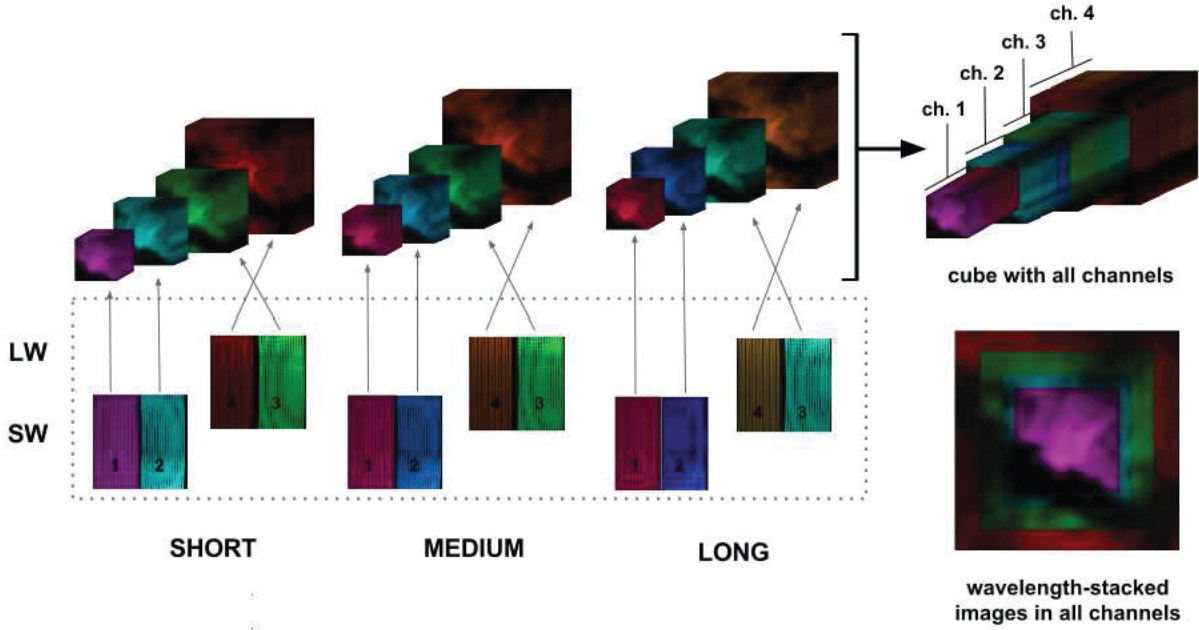 ch. 4
ch. 3
ch. 2
ch. 1
cube with all channels
LW
4 3
4 3
4 3
SW
1 2
1 2
1 2
SHORT MEDIUM LONG
wavelength-stacked
images in all channels